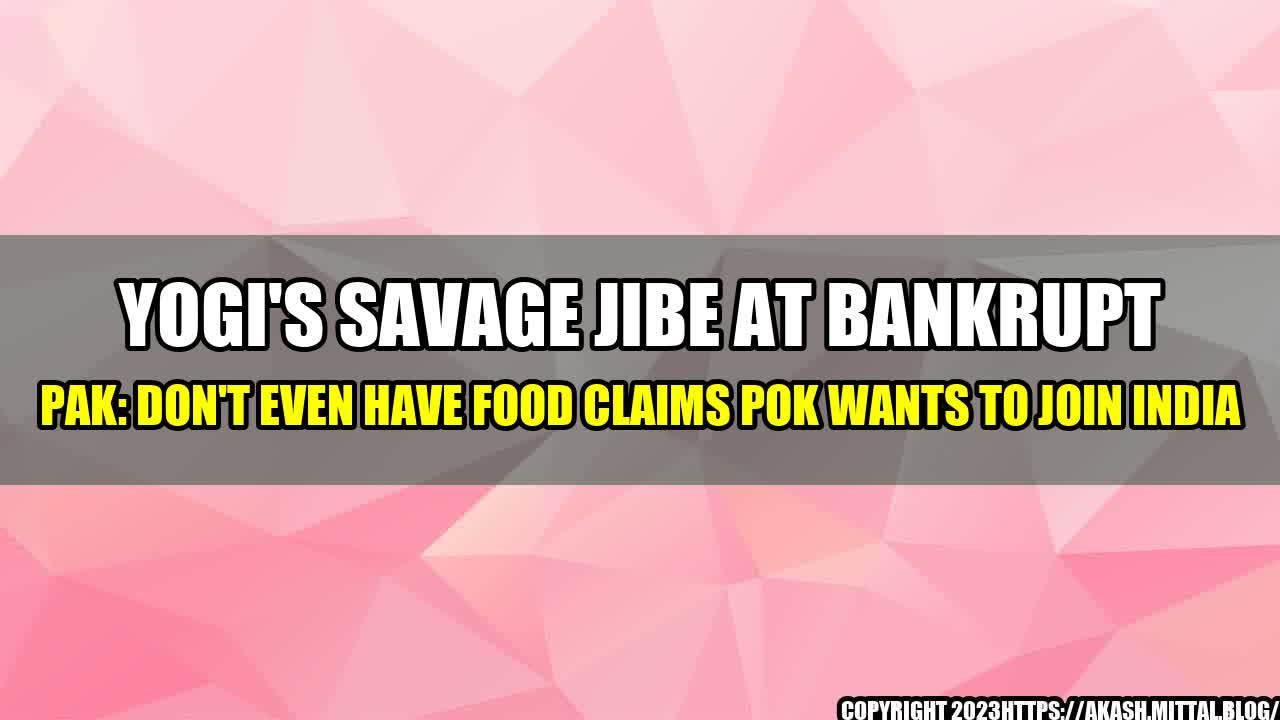 YOGI'S SAVAGE JIBE AT BANKRUPT
PAK: DON'T EVEN HAVE FOOD CLAIMS POK WANTS TO JOIN INDIA
COPYRIGHT 2023HTTPS://AKASH.MITTAL.BLOG/